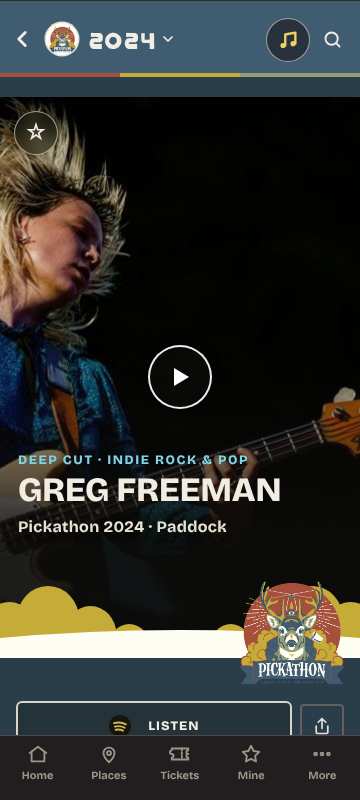 2024
DEEP CUT · INDIE ROCK & POP
GREG FREEMAN
Pickathon 2024 · Paddock
PICKATHON
LISTEN
Home
Places
Tickets
Mine
More